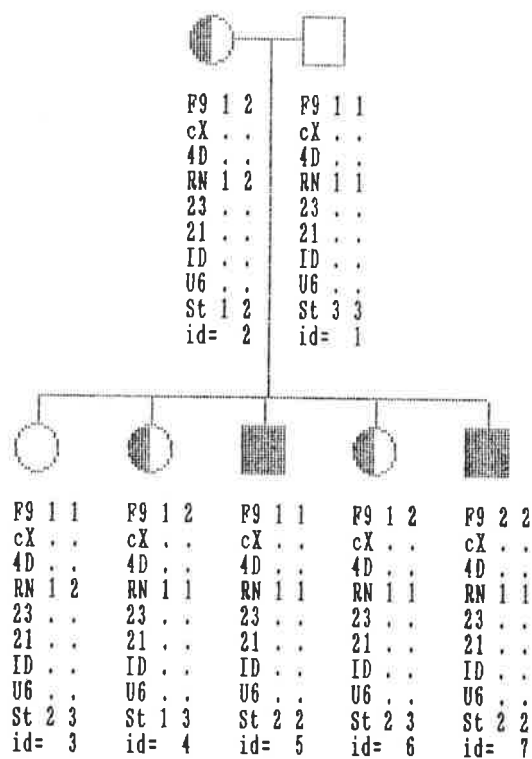 F9 1 2
cX . .
4D . .
RN 1 2
23 . .
21 . .
ID . .
U6 . .
St 1 2
id= 2
F9 1 1
cX . .
4D . .
RN 1 1
23 . .
21 . .
ID . .
U6 . .
St 3 3
id= 1
F9 1 1
cX . .
4D . .
RN 1 2
23 . .
21 . .
ID . .
U6 . .
St 2 3
id= 3
F9 1 2
cX . .
4D . .
RN 1 1
23 . .
21 . .
ID . .
U6 . .
St 1 3
id= 4
F9 1 1
cX . .
4D . .
RN 1 1
23 . .
21 . .
ID . .
U6 . .
St 2 2
id= 5
F9 1 2
cX . .
4D . .
RN 1 1
23 . .
21 . .
ID . .
U6 . .
St 2 3
id= 6
F9 2 2
cX . .
4D . .
RN 1 1
23 . .
21 . .
ID . .
U6 . .
St 2 2
id= 7